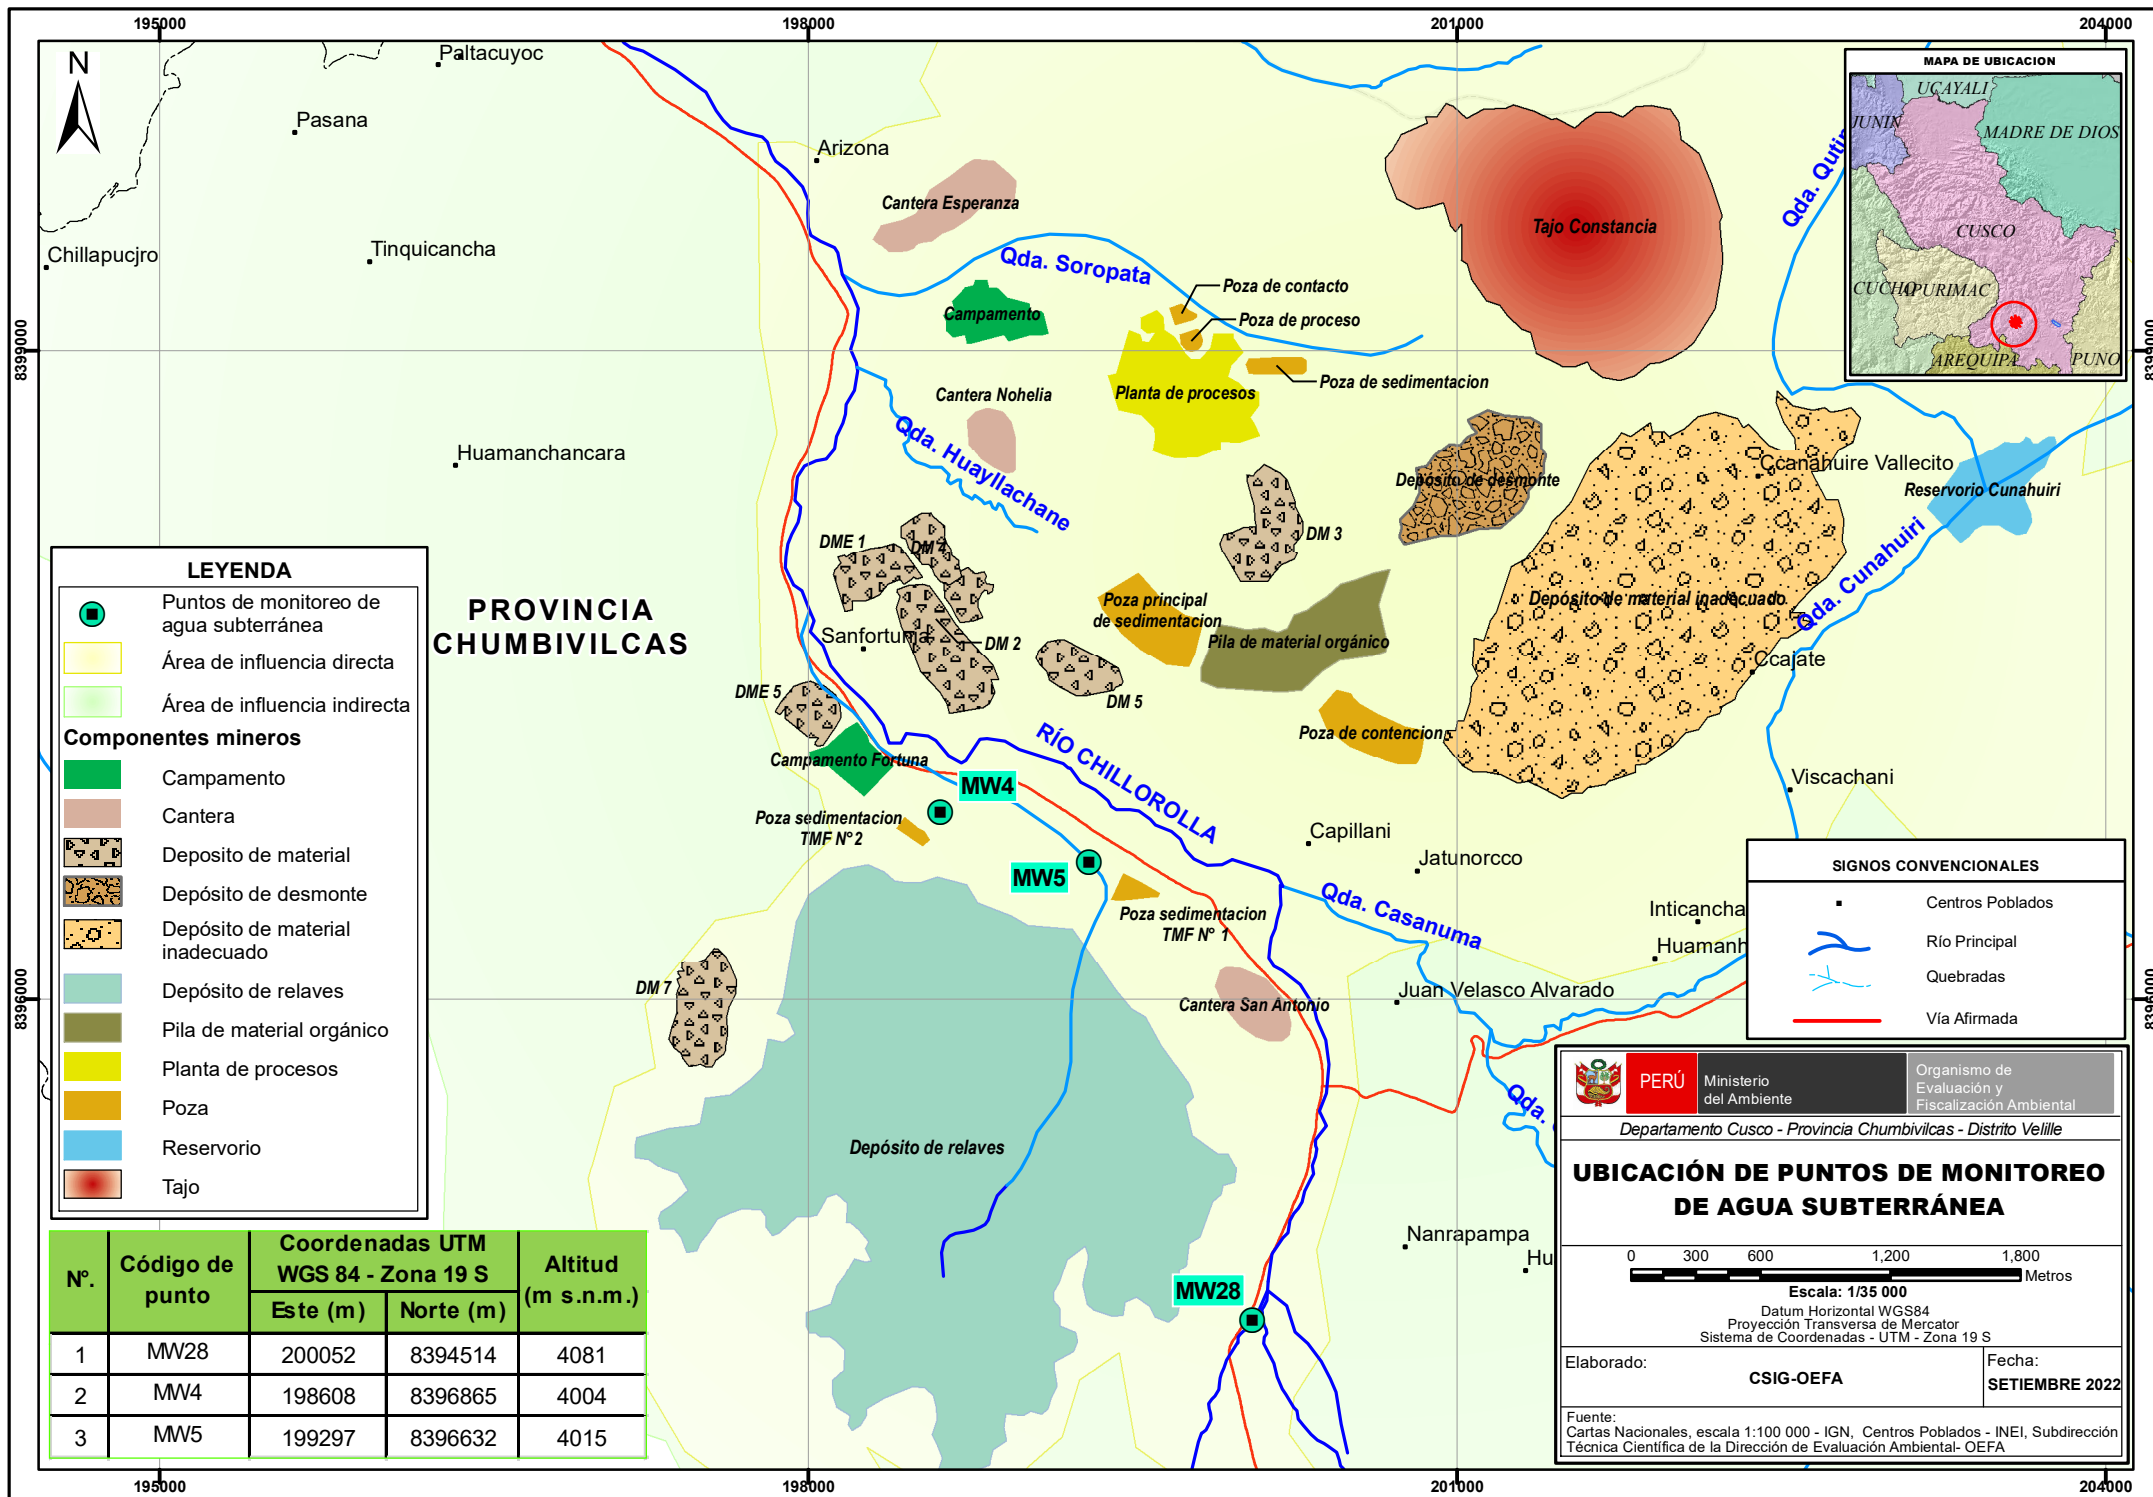 195000
198000
201000
204000
8399000
8396000
8399000
8396000
195000
198000
201000
204000
N
Paltacuyoc
Pasana
Arizona
Chillapucjro
Tinquicancha
Huamanchancara
PROVINCIA
CHUMBIVILCAS
Cantera Esperanza
Qda. Soropata
Campamento
Poza de contacto
Poza de proceso
Poza de sedimentacion
Planta de procesos
Tajo Constancia
Cantera Nohelia
Qda. Huayllachane
DME 1
DM 4
DM 3
Depósito de desmonte
Ccanahuire Vallecito
Reservorio Cunahuiri
Qda. Cunahuiri
Depósito de material inadecuado
Poza principal
de sedimentacion
Pila de material orgánico
Sanfortuma
DM 2
DM 5
DME 5
Ccajate
Poza de contencion
RÍO CHILLOROLLA
Campamento Fortuna
MW4
Viscachani
Poza sedimentacion
TMF N° 2
Capillani
Jatunorcco
MW5
Qda. Casanuma
Poza sedimentacion
TMF N° 1
Inticancha
Huamanh
DM 7
Cantera San Antonio
Juan Velasco Alvarado
Qda.
Depósito de relaves
Nanrapampa
Hu
MW28
MAPA DE UBICACION
UCAYALI
JUNIN
MADRE DE DIOS
CUSCO
CUCHO
APURIMAC
AREQUIPA
PUNO
LEYENDA
Puntos de monitoreo de
agua subterránea
Área de influencia directa
Área de influencia indirecta
Componentes mineros
Campamento
Cantera
Deposito de material
Depósito de desmonte
Depósito de material
inadecuado
Depósito de relaves
Pila de material orgánico
Planta de procesos
Poza
Reservorio
Tajo
SIGNOS CONVENCIONALES
Centros Poblados
Río Principal
Quebradas
Vía Afirmada
N°. Código de punto Coordenadas UTM WGS 84 - Zona 19 S Altitud (m s.n.m.)
Este (m) Norte (m)
1 MW28 200052 8394514 4081
2 MW4 198608 8396865 4004
3 MW5 199297 8396632 4015
PERÚ
Ministerio
del Ambiente
Organismo de
Evaluación y
Fiscalización Ambiental
Departamento Cusco - Provincia Chumbivilcas - Distrito Velille
UBICACIÓN DE PUNTOS DE MONITOREO
DE AGUA SUBTERRÁNEA
0 300 600 1,200 1,800
Metros
Escala: 1/35 000
Datum Horizontal WGS84
Proyección Transversa de Mercator
Sistema de Coordenadas - UTM - Zona 19 S
Elaborado:
CSIG-OEFA
Fecha:
SETIEMBRE 2022
Fuente:
Cartas Nacionales, escala 1:100 000 - IGN, Centros Poblados - INEI, Subdirección
Técnica Científica de la Dirección de Evaluación Ambiental- OEFA